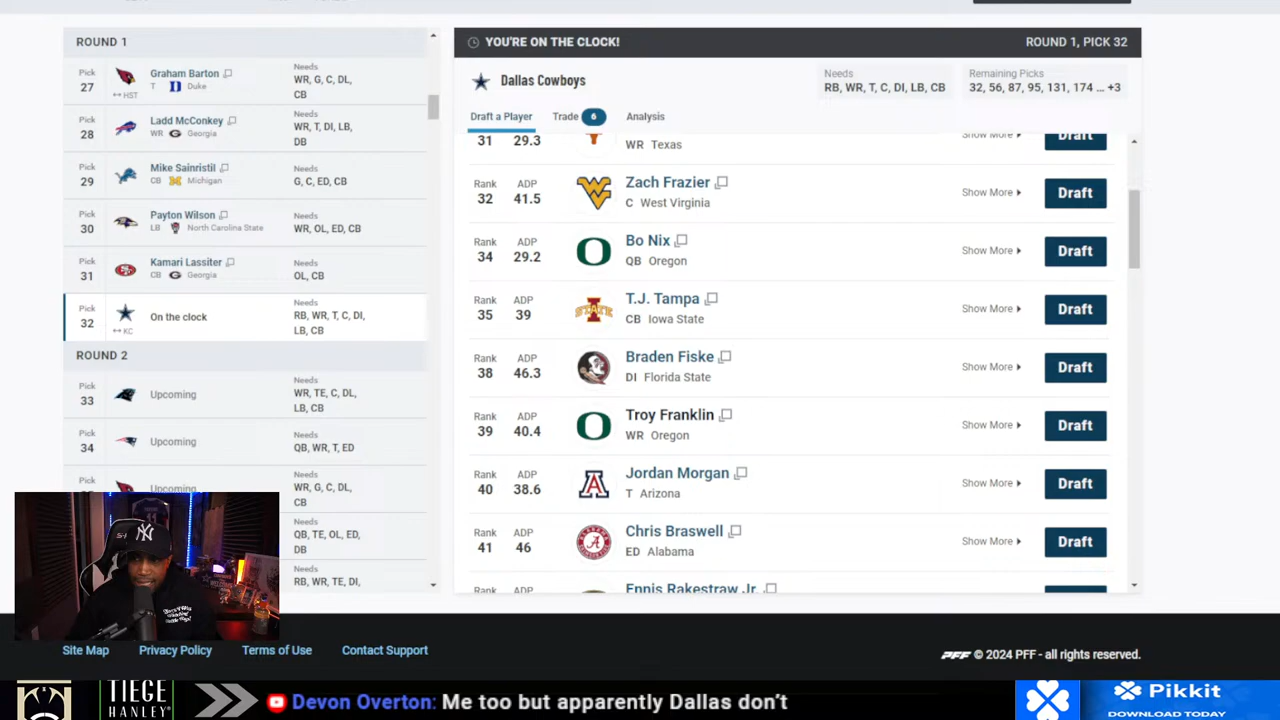 ROUND 1
Pick 27
Graham Barton
T Duke
HST
WR, G, C, DL, CB
Pick 28
Ladd McConkey
WR Georgia
WR, T, DI, LB, DB
Needs
Pick 29
Mike Sainristil
CB Michigan
Needs
G, C, ED, CB
Pick 30
Payton Wilson
LB North Carolina State
Needs
WR, OL, ED, CB
Pick 31
Kamari Lassiter
CB Georgia
Needs
OL, CB
Pick 32
On the clock
KC
Needs
RB, WR, T, C, DI, LB, CB
ROUND 2
Pick 33
Upcoming
Needs
WR, TE, C, DL, LB, CB
Pick 34
Upcoming
Needs
QB, WR, T, ED
Pick
Upcoming
Needs
WR, G, C, DL, CB
Needs
QB, TE, OL, ED, DB
Needs
RB, WR, TE, DI,
YOU'RE ON THE CLOCK!
ROUND 1, PICK 32
Dallas Cowboys
Needs
RB, WR, T, C, DI, LB, CB
Remaining Picks
32, 56, 87, 95, 131, 174 ... +3
Draft a Player
Trade 6
Analysis
31 29.3
WR Texas
Show More
Draft
Rank 32
ADP 41.5
Zach Frazier
C West Virginia
Show More
Draft
Rank 34
ADP 29.2
Bo Nix
QB Oregon
Show More
Draft
Rank 35
ADP 39
T.J. Tampa
CB Iowa State
Show More
Draft
Rank 38
ADP 46.3
Braden Fiske
DI Florida State
Show More
Draft
Rank 39
ADP 40.4
Troy Franklin
WR Oregon
Show More
Draft
Rank 40
ADP 38.6
Jordan Morgan
T Arizona
Show More
Draft
Rank 41
ADP 46
Chris Braswell
ED Alabama
Show More
Draft
Rank
ADP
Ennis Rakestraw Jr.
Site Map
Privacy Policy
Terms of Use
Contact Support
PFF © 2024 PFF - all rights reserved.
TIEGE
HANLEY
Devon Overton: Me too but apparently Dallas don't
Pikkit
DOWNLOAD TODAY